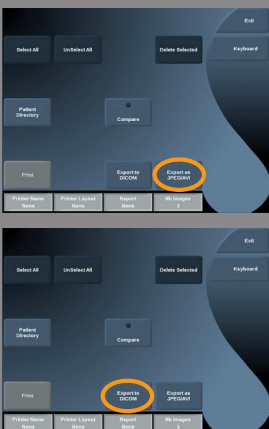 Exit
Select All UnSelect All Delete Selected Keyboard
Patient
Directory
Compare
Print Export to
DICOM Export as
JPEG/AVI
Printer Name
None Printer Layout
None Report
None Nb Images
3
Exit
Select All UnSelect All Delete Selected Keyboard
Patient
Directory
Compare
Print Export to
DICOM Export as
JPEG/AVI
Printer Name
None Printer Layout
None Report
None Nb Images
3